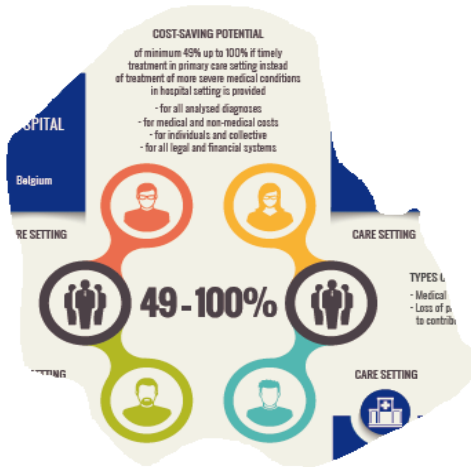 COST-SAVING POTENTIAL
of minimum 49% up to 100% if timely
treatment in primary care setting instead
of treatment of more severe medical conditions
in hospital setting is provided
- for all analysed diagnoses
- for medical and non-medical costs
- for individuals and collective
- for all legal and financial systems
Belgium
SETTING
CARE SETTING
49-100%
TYPES
- Medical
- Loss of
to
CARE SETTING